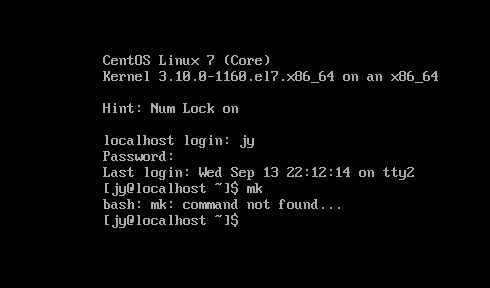 CentOS Linux 7 (Core)
Kernel 3.10.0-1160.el7.x86_64 on an x86_64
Hint: Num Lock on
localhost login: jy
Password:
Last login: Wed Sep 13 22:12:14 on tty2
[jy@localhost ~]$ mk
bash: mk: command not found...
[jy@localhost ~]$